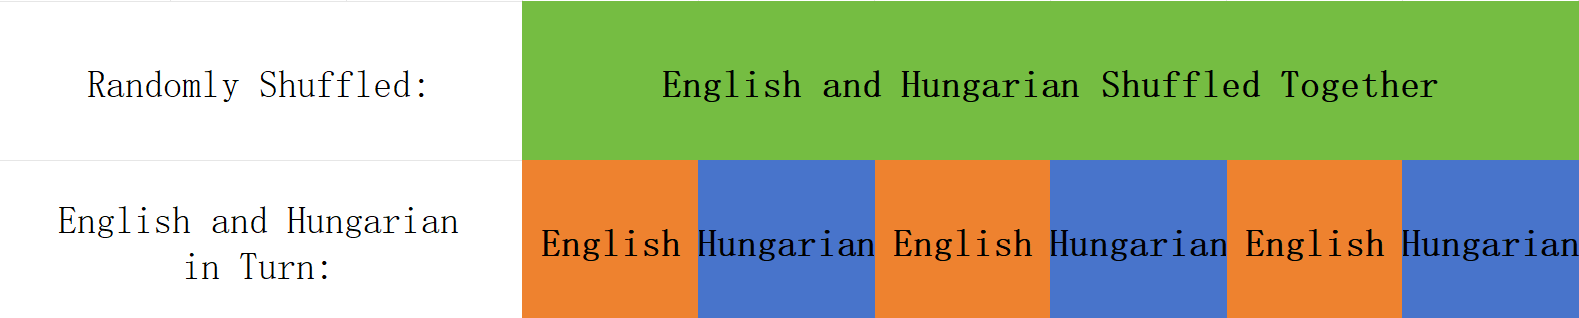 Randomly Shuffled:
English and Hungarian Shuffled Together
English and Hungarian
in Turn:
English Hungarian English Hungarian English Hungarian